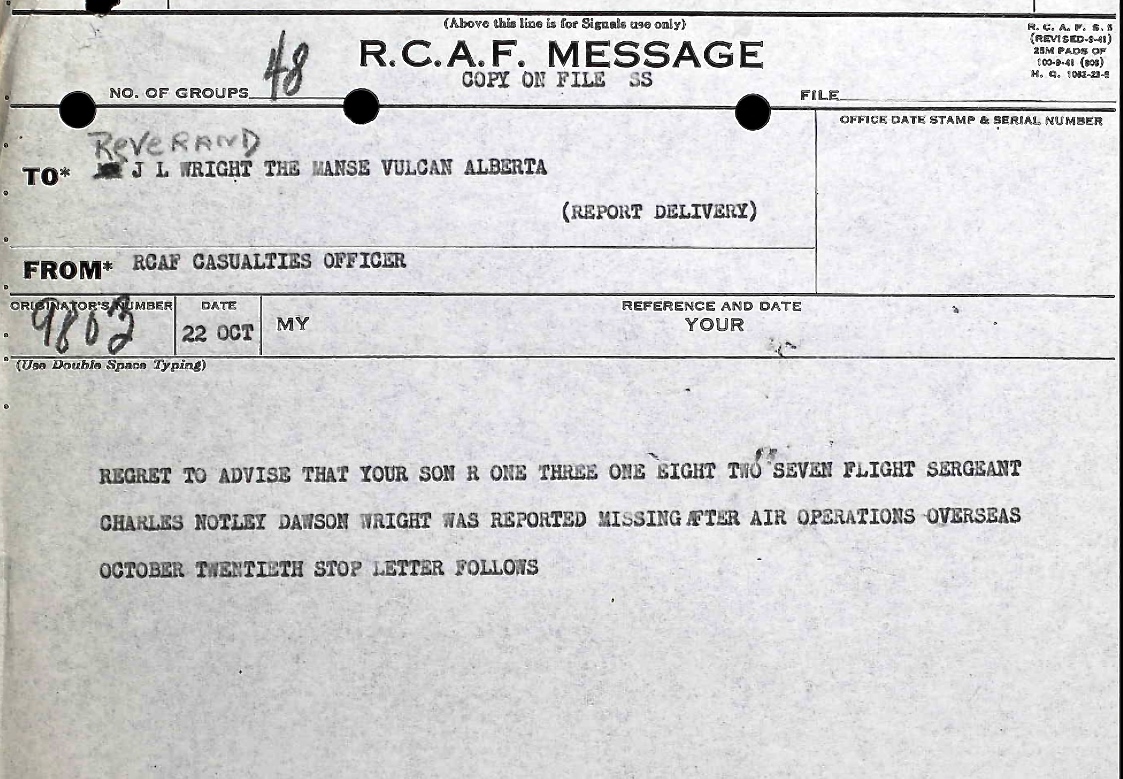 (Above this line is for Signals use only)
R. C. A. F. S. 5
(REVISED-9-41)
25M PADS OF
100-9-41 (808)
H. Q. 1062-22-5
R.C.A.F. MESSAGE
COPY ON FILE SS
NO. OF GROUPS 48
FILE
OFFICE DATE STAMP & SERIAL NUMBER
ReVeRAND
TO* J L WRIGHT THE MANSE VULCAN ALBERTA
(REPORT DELIVERY)
FROM* RCAF CASUALTIES OFFICER
ORIGINATOR'S NUMBER
9803
DATE
22 OCT
REFERENCE AND DATE
MY
YOUR
(Use Double Space Typing)
REGRET TO ADVISE THAT YOUR SON R ONE THREE ONE EIGHT TWO SEVEN FLIGHT SERGEANT
CHARLES NOTLEY DAWSON WRIGHT WAS REPORTED MISSING AFTER AIR OPERATIONS OVERSEAS
OCTOBER TWENTIETH STOP LETTER FOLLOWS